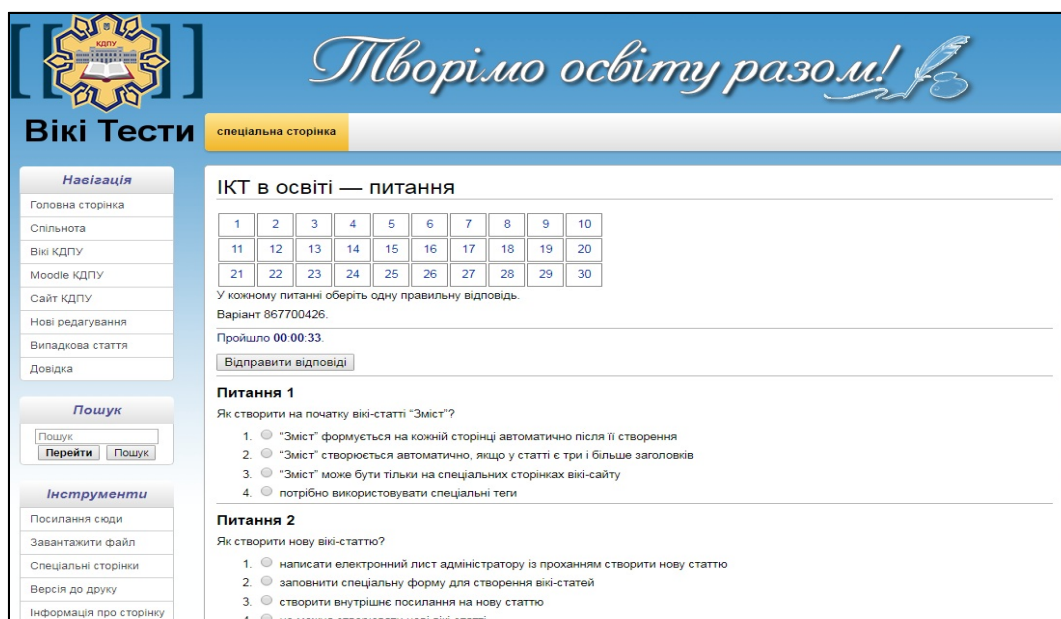 КДПУ
Творімо освіту разом!
Вікі Тести
спеціальна сторінка
Навігація
Головна сторінка
Спільнота
Вікі КДПУ
Moodle КДПУ
Сайт КДПУ
Нові редагування
Випадкова стаття
Довідка
Пошук
Пошук
Перейти Пошук
Інструменти
Посилання сюди
Завантажити файл
Спеціальні сторінки
Версія до друку
Інформація про сторінку
ІКТ в освіті — питання
1 2 3 4 5 6 7 8 9 10
11 12 13 14 15 16 17 18 19 20
21 22 23 24 25 26 27 28 29 30
У кожному питанні оберіть одну правильну відповідь.
Варіант 867700426.
Пройшло 00:00:33.
Відправити відповіді
Питання 1
Як створити на початку вікі-статті “Зміст”?
1. “Зміст” формується на кожній сторінці автоматично після її створення
2. “Зміст” створюється автоматично, якщо у статті є три і більше заголовків
3. “Зміст” може бути тільки на спеціальних сторінках вікі-сайту
4. потрібно використовувати спеціальні теги
Питання 2
Як створити нову вікі-статтю?
1. написати електронний лист адміністратору із проханням створити нову статтю
2. заповнити спеціальну форму для створення вікі-статей
3. створити внутрішнє посилання на нову статтю